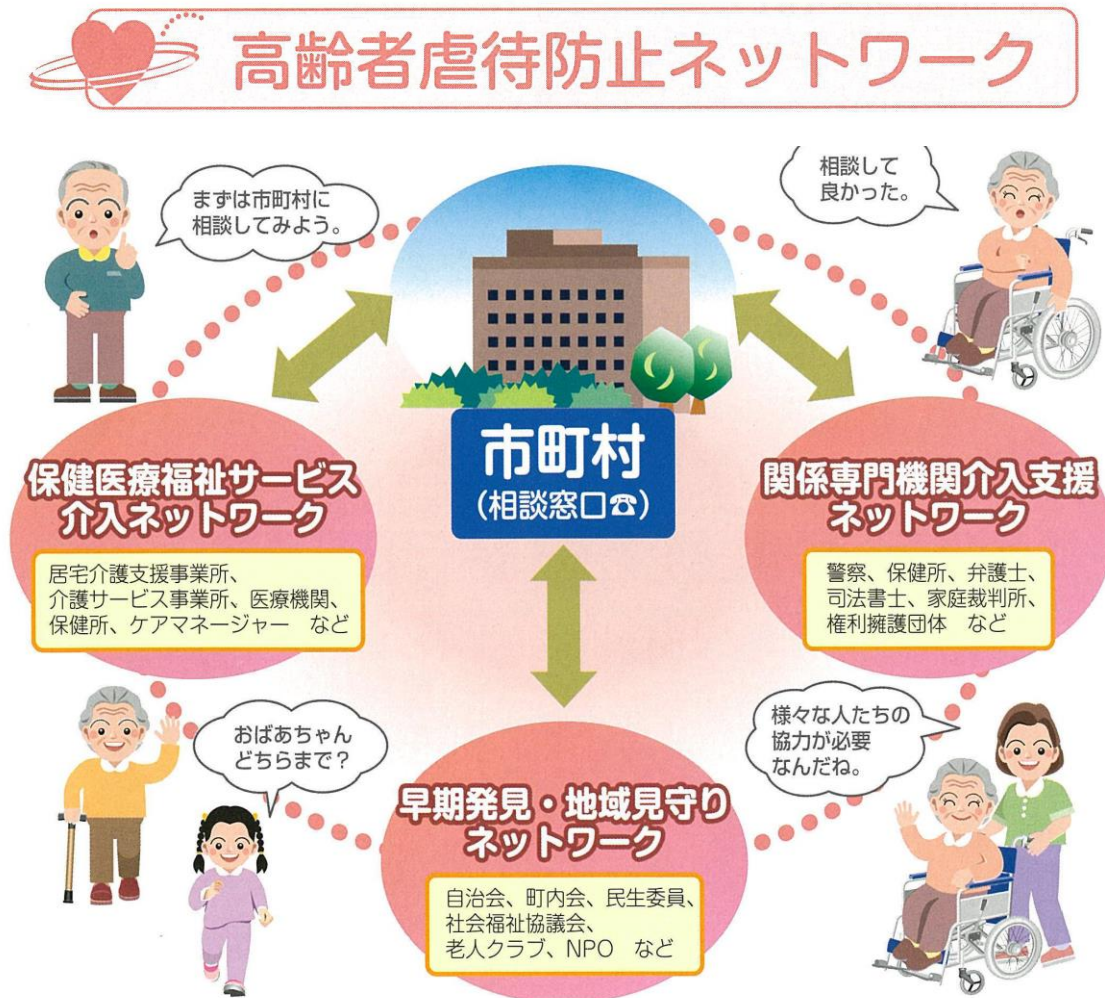 高齢者虐待防止ネットワーク
まずは市町村に
相談してみよう。
相談して
良かった。
市町村
(相談窓口☎)
保健医療福祉サービス
介入ネットワーク
居宅介護支援事業所、
介護サービス事業所、医療機関、
保健所、ケアマネージャー　など
関係専門機関介入支援
ネットワーク
警察、保健所、弁護士、
司法書士、家庭裁判所、
権利擁護団体　など
おばあちゃん
どちらまで？
様々な人たちの
協力が必要
なんだね。
早期発見・地域見守り
ネットワーク
自治会、町内会、民生委員、
社会福祉協議会、
老人クラブ、NPO　など